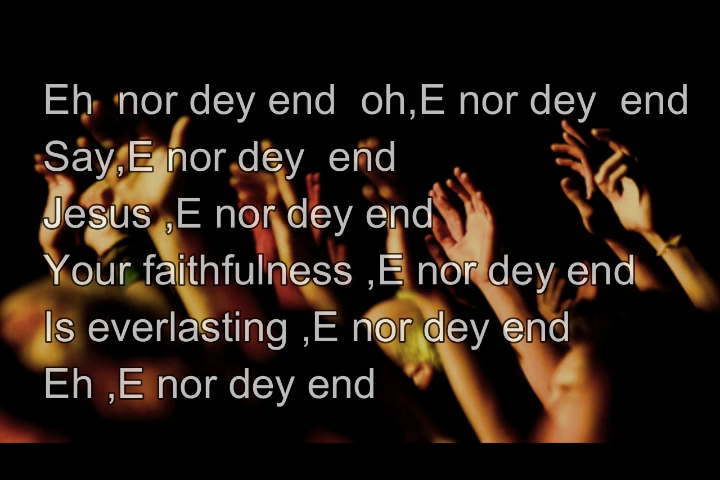 Eh  nor dey end  oh,E nor dey  end
Say,E nor dey  end
Jesus ,E nor dey end
Your faithfulness ,E nor dey end
Is everlasting ,E nor dey end
Eh ,E nor dey end